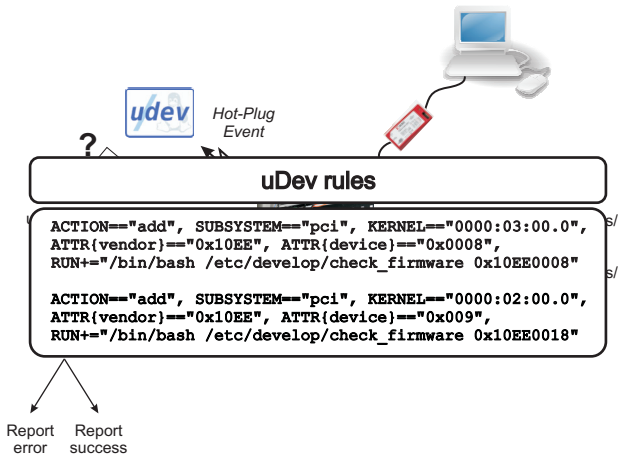 udev
Hot-Plug
Event
?
uDev rules
s/
ACTION=="add", SUBSYSTEM=="pci", KERNEL=="0000:03:00.0",
ATTR{vendor}=="0x10EE", ATTR{device}=="0x0008",
RUN+="/bin/bash /etc/develop/check_firmware 0x10EE0008"
s/
ACTION=="add", SUBSYSTEM=="pci", KERNEL=="0000:02:00.0",
ATTR{vendor}=="0x10EE", ATTR{device}=="0x009",
RUN+="/bin/bash /etc/develop/check_firmware 0x10EE0018"
Report error
Report success